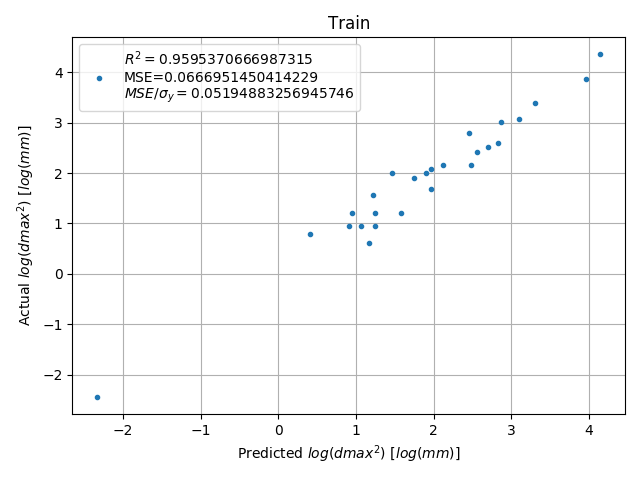 Train
R² = 0.9595370666987315
MSE=0.0666951450414229
MSE/σy = 0.05194883256945746
Actual log(dmax²) [log(mm)]
4
3
2
1
0
−1
−2
−2 −1 0 1 2 3 4
Predicted log(dmax²) [log(mm)]